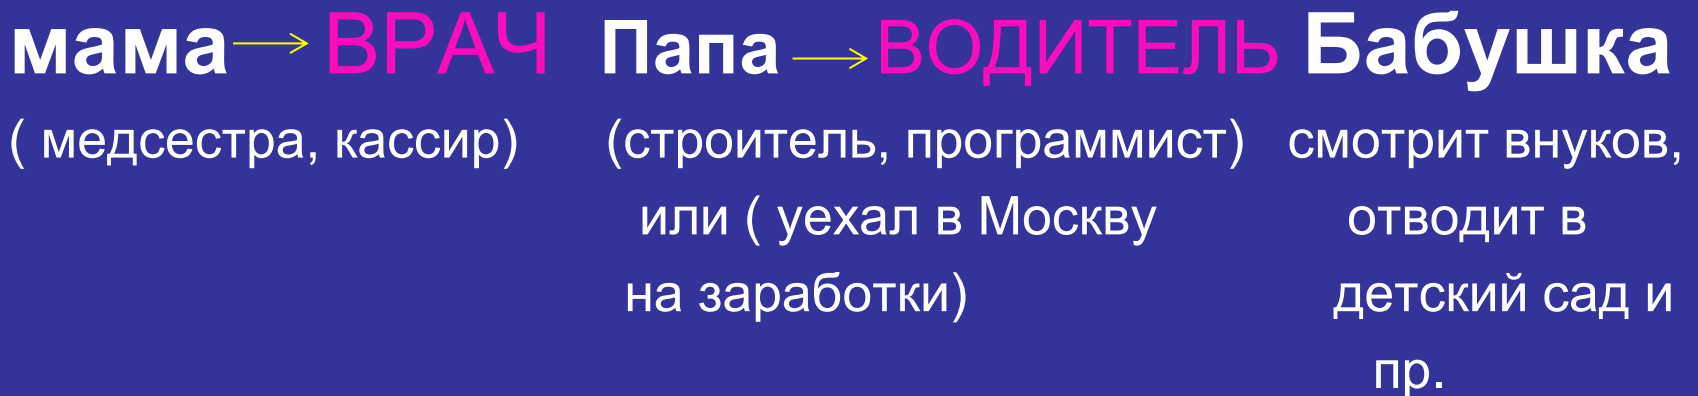 мама → ВРАЧ Папа → ВОДИТЕЛЬ Бабушка
( медсестра, кассир) (строитель, программист) смотрит внуков,
или ( уехал в Москву отводит в
на заработки) детский сад и
пр.